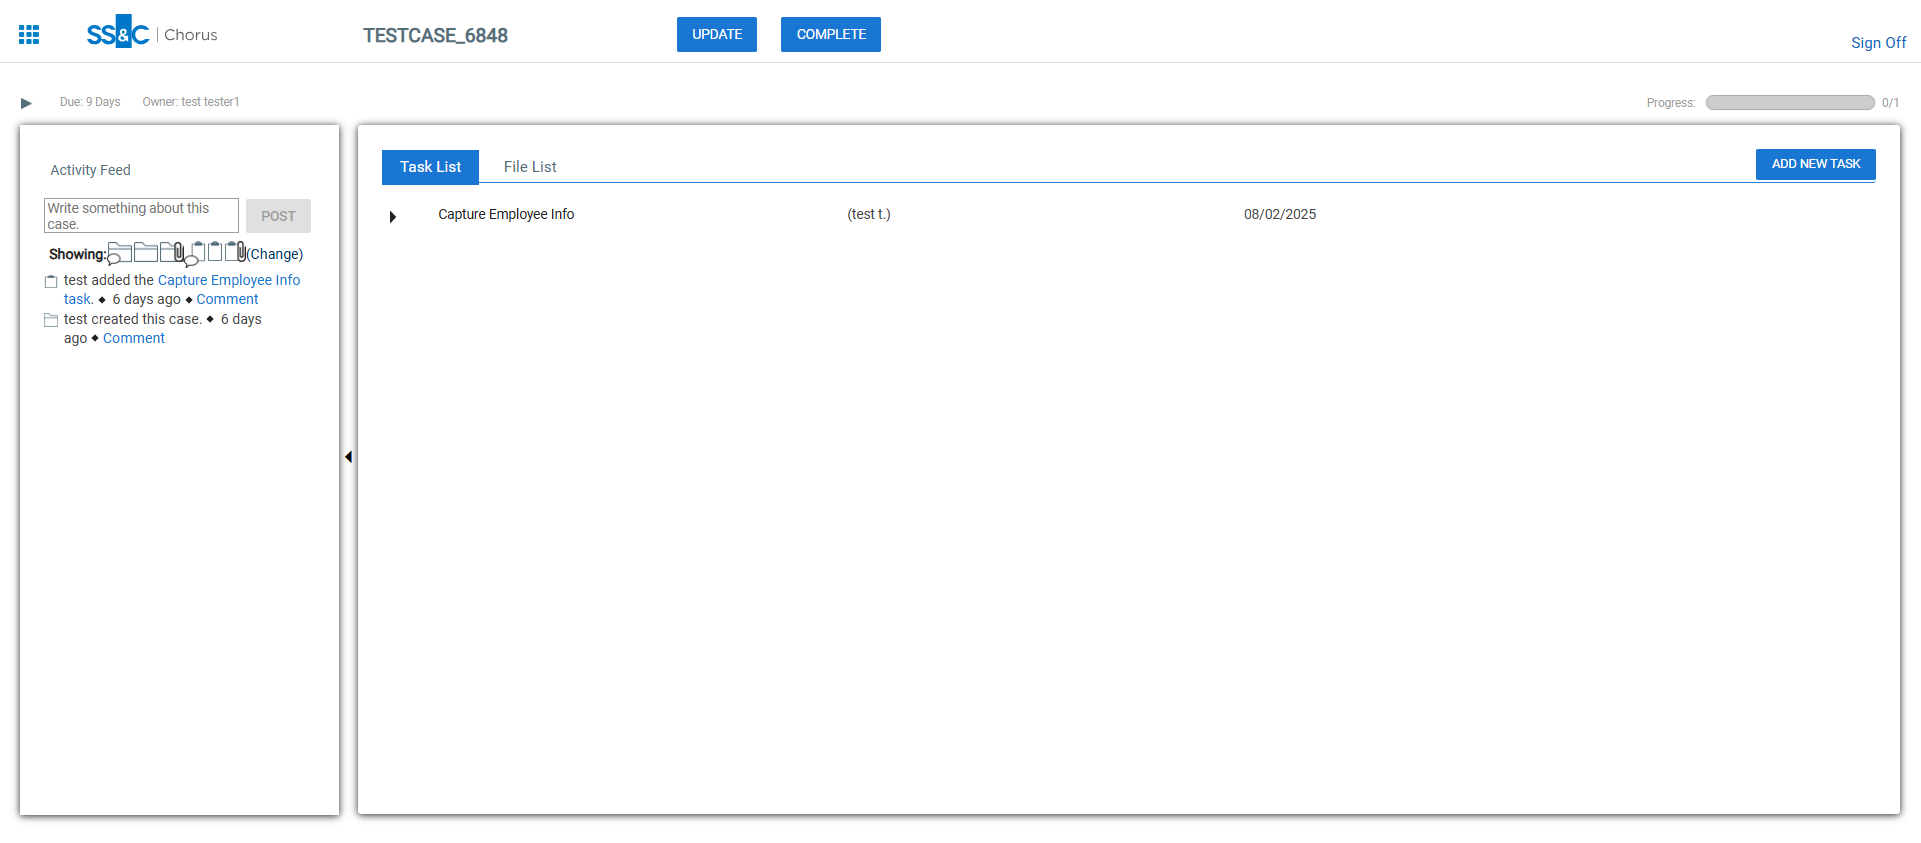 SS&C | Chorus
TESTCASE_6848
UPDATE
COMPLETE
Sign Off
Due: 9 Days
Owner: test tester1
Progress:
0/1
Activity Feed
Write something about this
case.
POST
Showing:
(Change)
test added the Capture Employee Info
task. ◆ 6 days ago ◆ Comment
test created this case. ◆ 6 days
ago ◆ Comment
Task List
File List
ADD NEW TASK
Capture Employee Info
(test t.)
08/02/2025